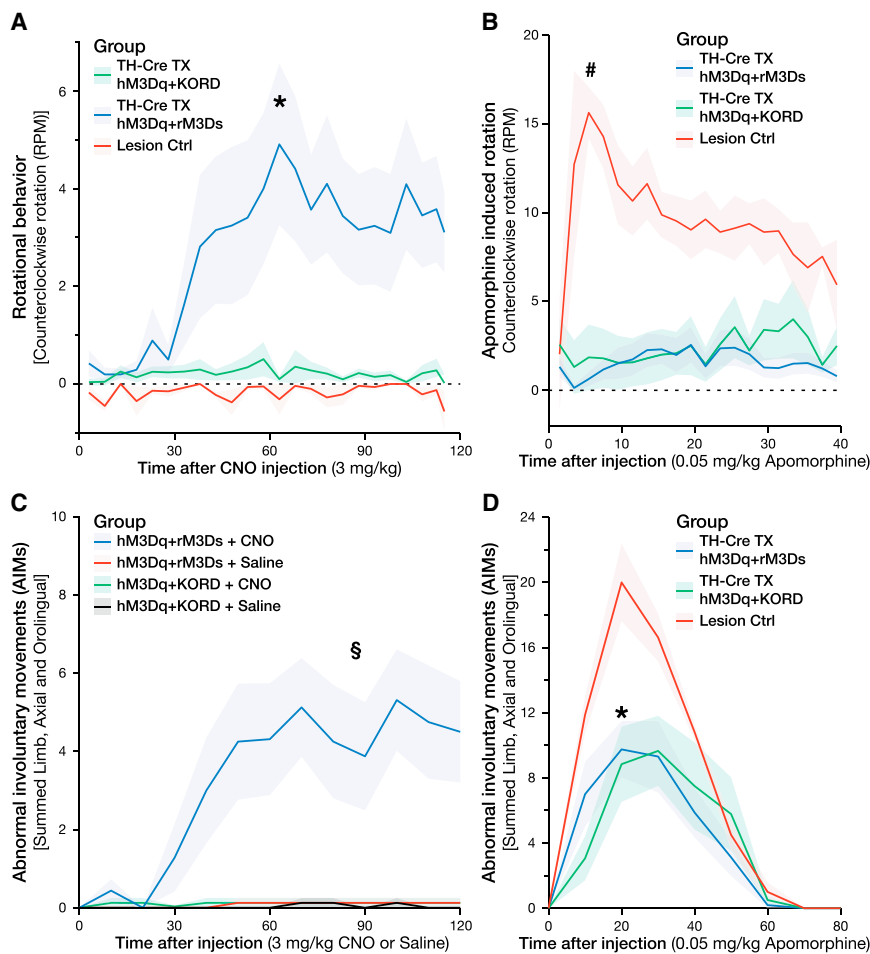 A
Rotational behavior
[Counterclockwise rotation (RPM)]
6
4
2
0
Group
TH-Cre TX
hM3Dq+KORD
TH-Cre TX
hM3Dq+rM3Ds
Lesion Ctrl
*
0
30
60
90
120
Time after CNO injection (3 mg/kg)
B
Apomorphine induced rotation
Counterclockwise rotation (RPM)
20
15
10
5
0
#
Group
TH-Cre TX
hM3Dq+rM3Ds
TH-Cre TX
hM3Dq+KORD
Lesion Ctrl
0
10
20
30
40
Time after injection (0.05 mg/kg Apomorphine)
C
Abnormal involuntary movements (AIMs)
[Summed Limb, Axial and Orolingual]
10
8
6
4
2
0
Group
hM3Dq+rM3Ds + CNO
hM3Dq+rM3Ds + Saline
hM3Dq+KORD + CNO
hM3Dq+KORD + Saline
§
0
30
60
90
120
Time after injection (3 mg/kg CNO or Saline)
D
Abnormal involuntary movements (AIMs)
[Summed Limb, Axial and Orolingual]
24
20
16
12
8
4
0
Group
TH-Cre TX
hM3Dq+rM3Ds
TH-Cre TX
hM3Dq+KORD
Lesion Ctrl
*
0
20
40
60
80
Time after injection (0.05 mg/kg Apomorphine)